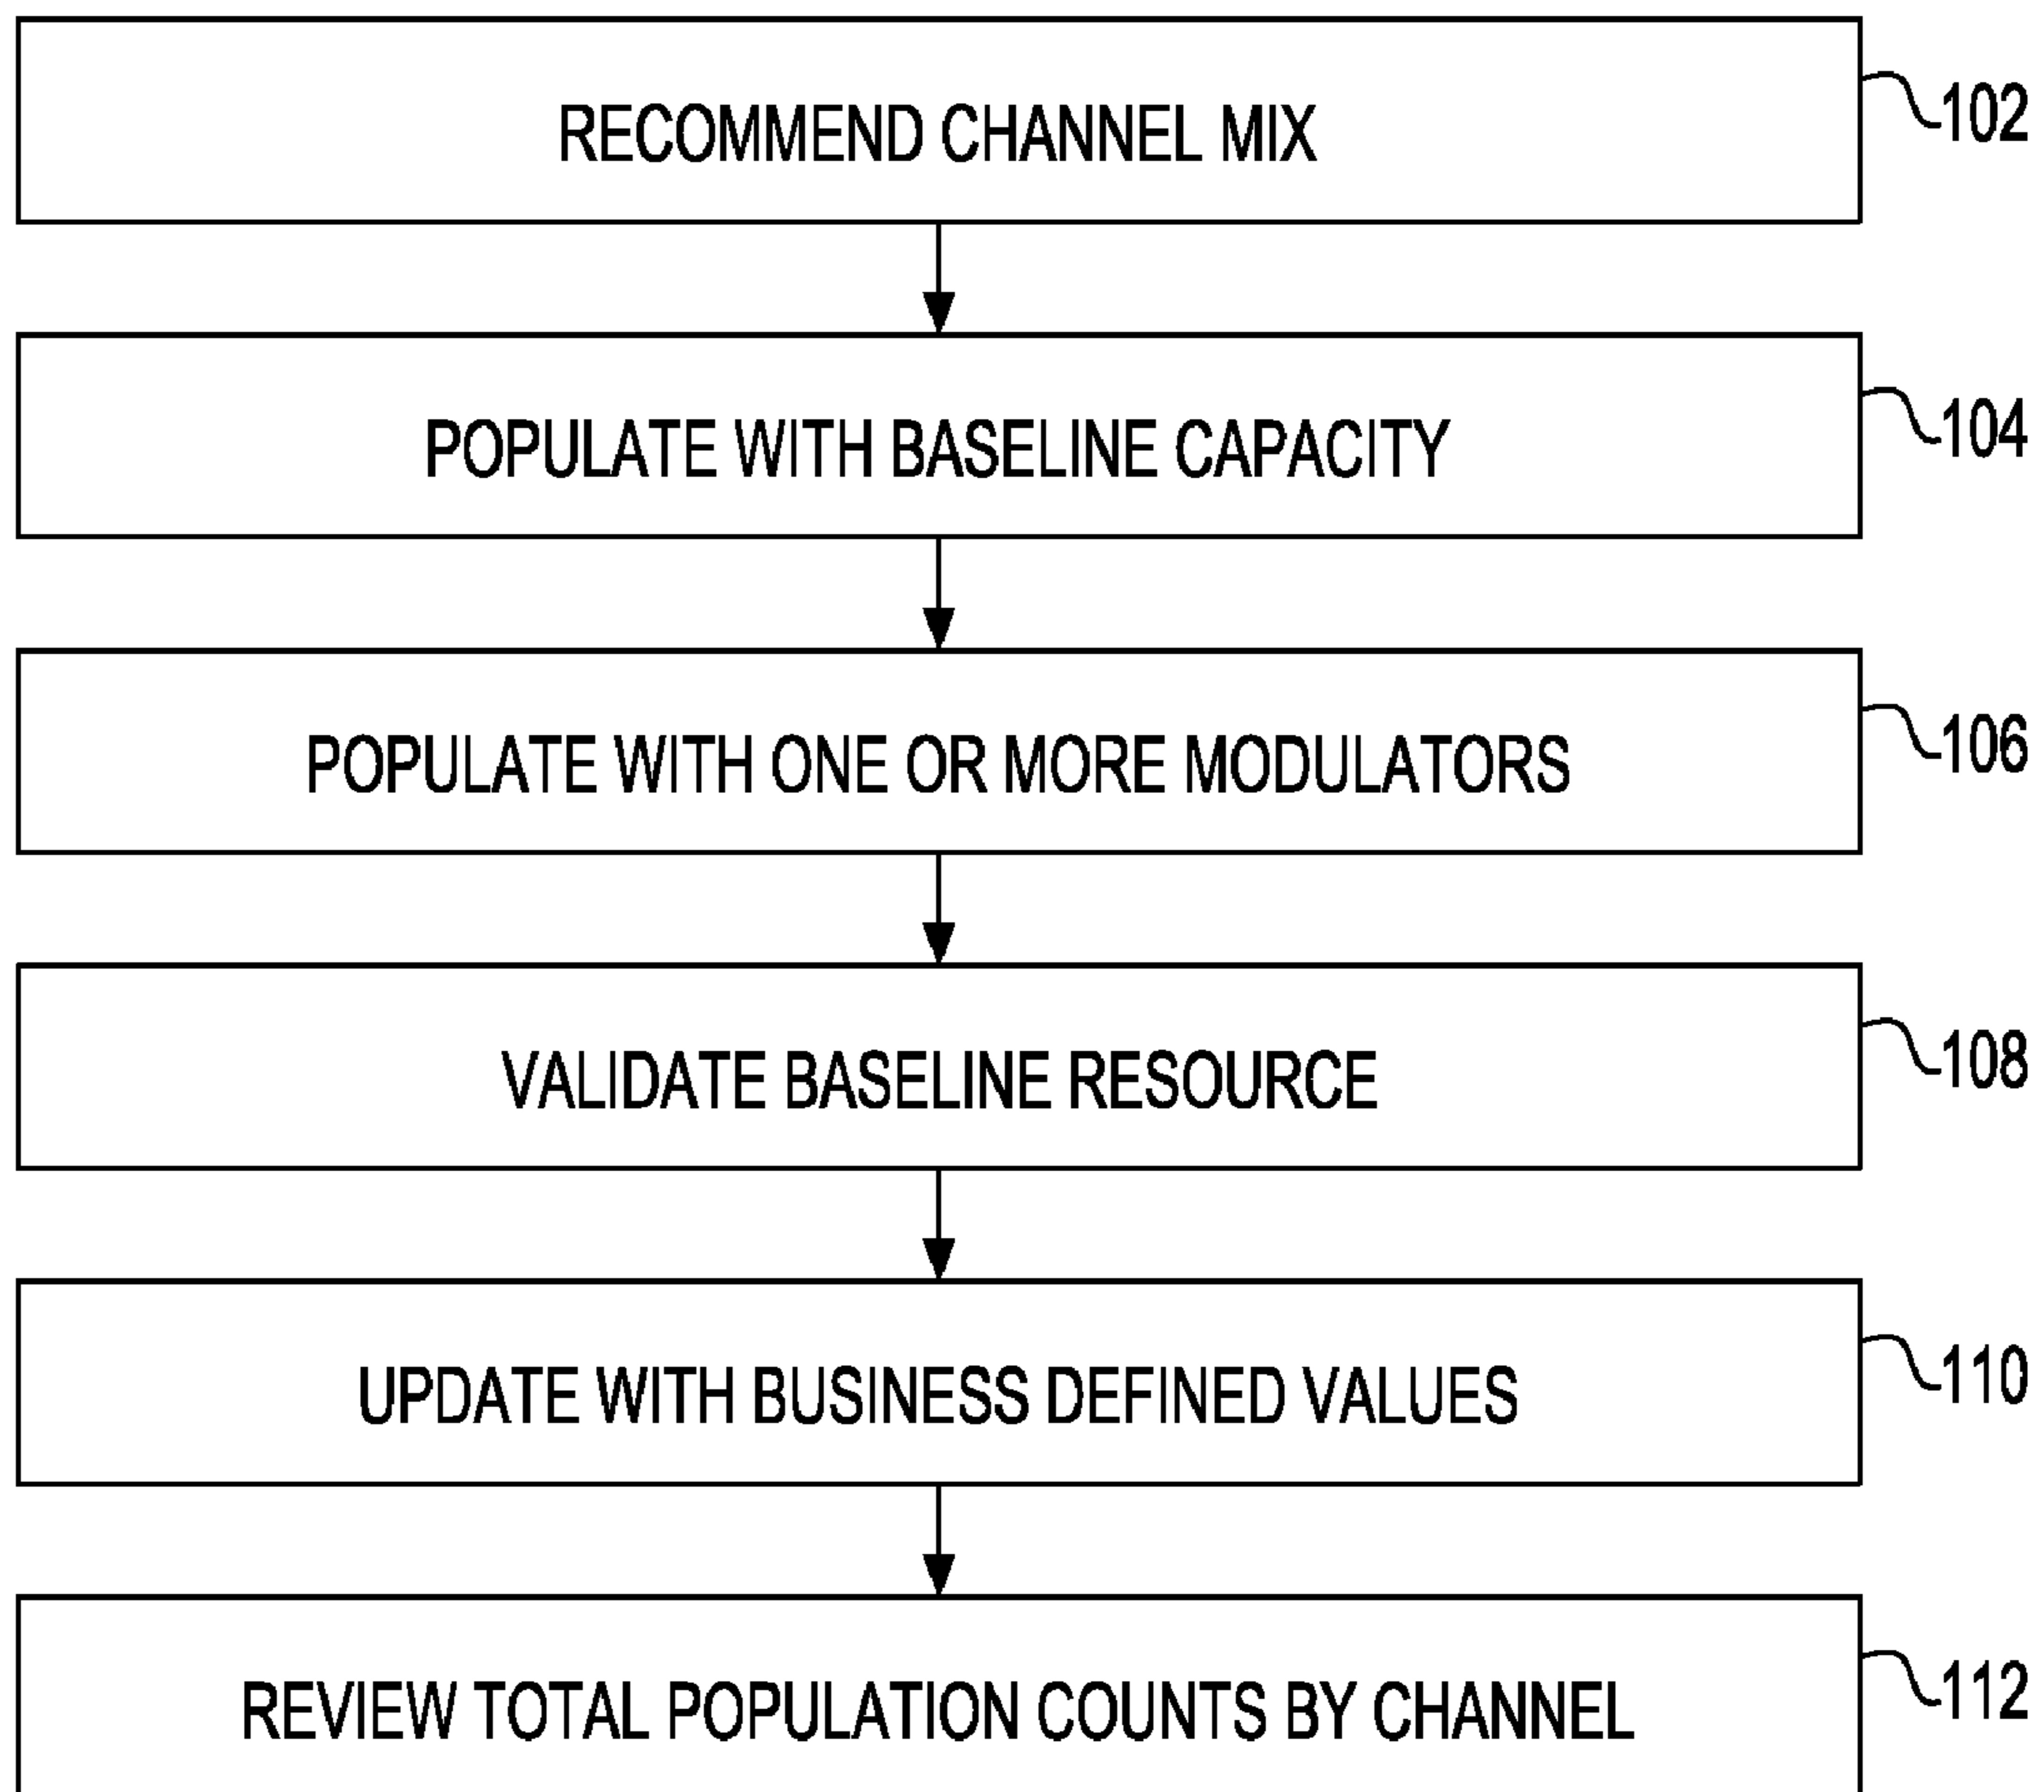 RECOMMEND CHANNEL MIX
102
POPULATE WITH BASELINE CAPACITY
104
POPULATE WITH ONE OR MORE MODULATORS
106
VALIDATE BASELINE RESOURCE
108
UPDATE WITH BUSINESS DEFINED VALUES
110
REVIEW TOTAL POPULATION COUNTS BY CHANNEL
112